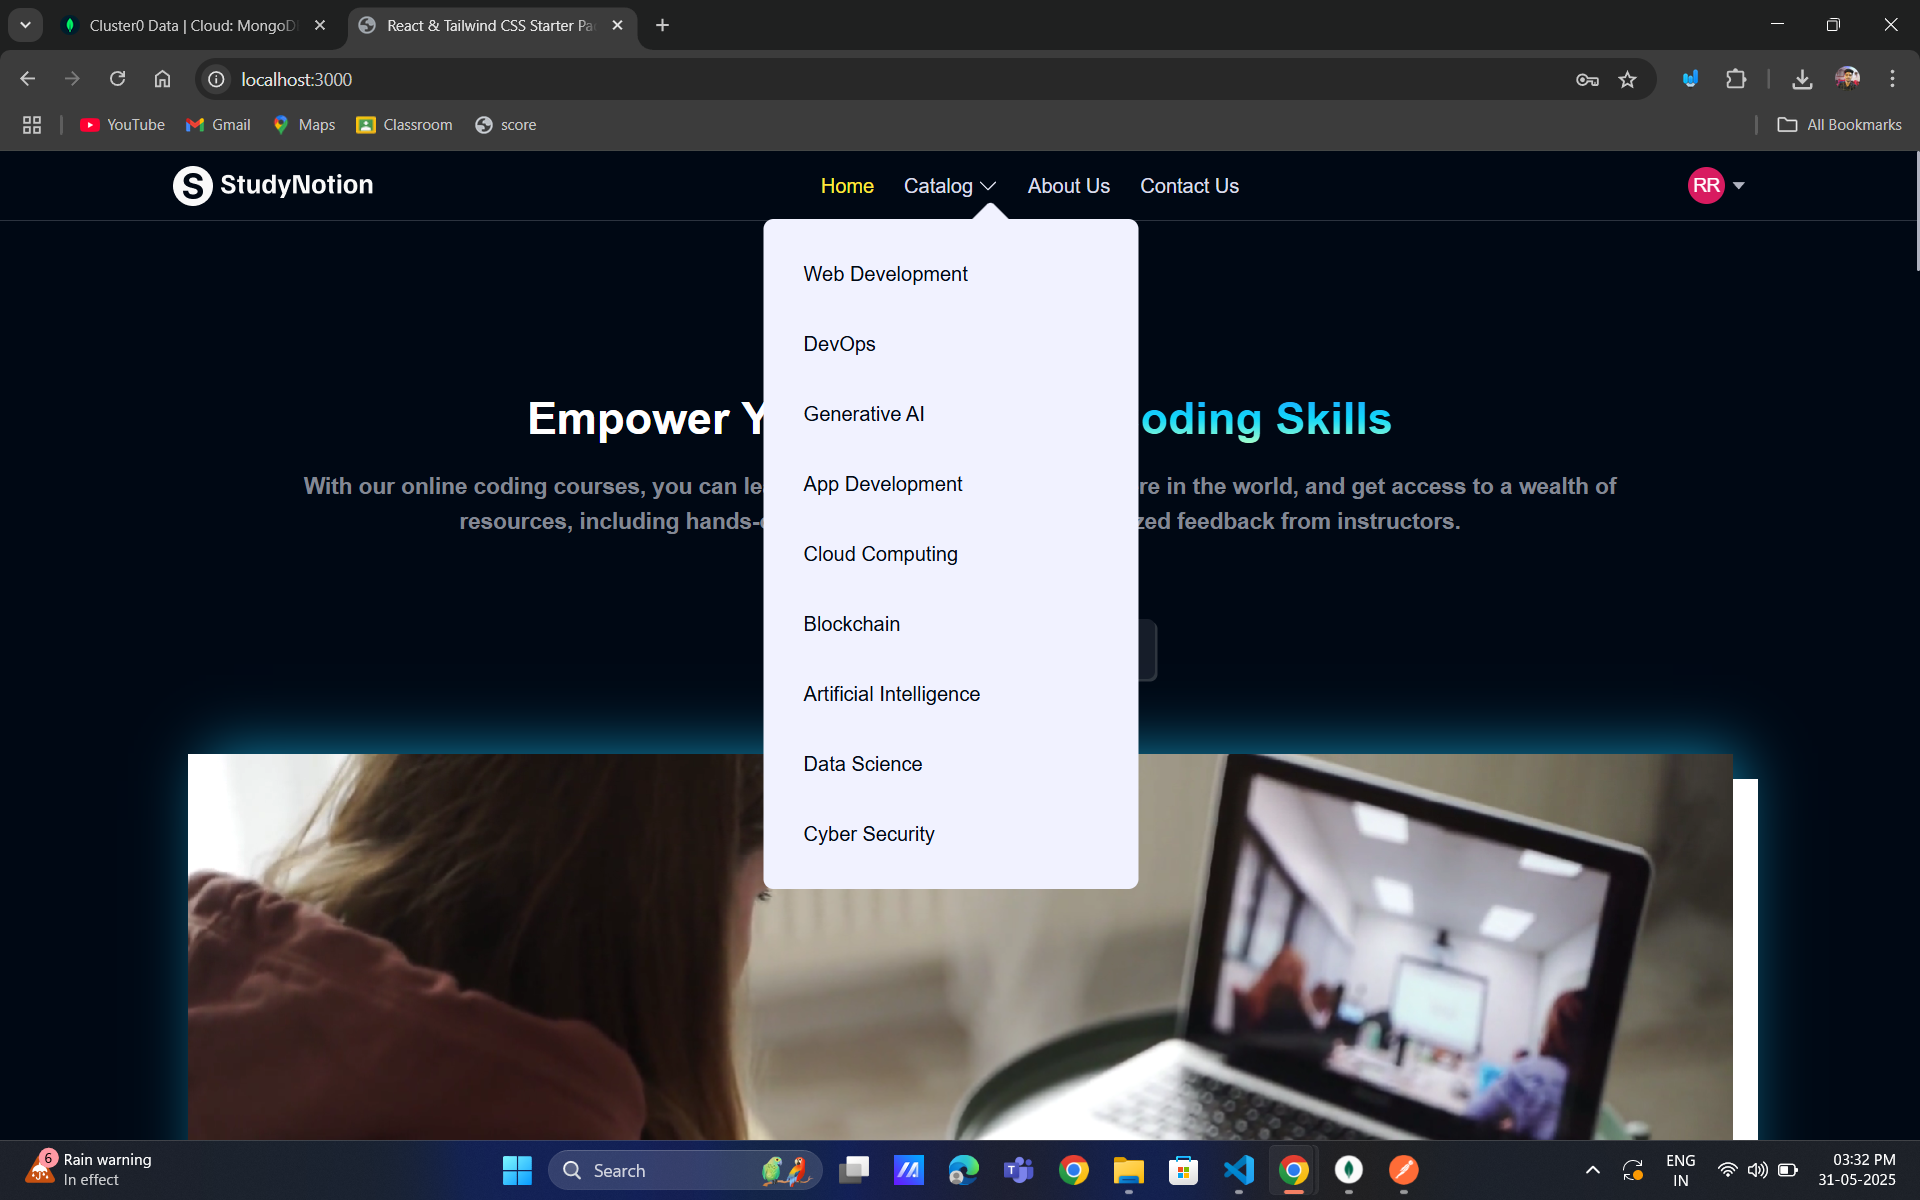 Cluster0 Data | Cloud: MongoD
React & Tailwind CSS Starter Pa
localhost:3000
YouTube
Gmail
Maps
Classroom
score
All Bookmarks
S StudyNotion
Home
Catalog
About Us
Contact Us
RR
Web Development
DevOps
Generative AI
App Development
Cloud Computing
Blockchain
Artificial Intelligence
Data Science
Cyber Security
Empower Y
oding Skills
With our online coding courses, you can le
re in the world, and get access to a wealth of
resources, including hands-
zed feedback from instructors.
6
Rain warning
In effect
Search
ENG
IN
03:32 PM
31-05-2025